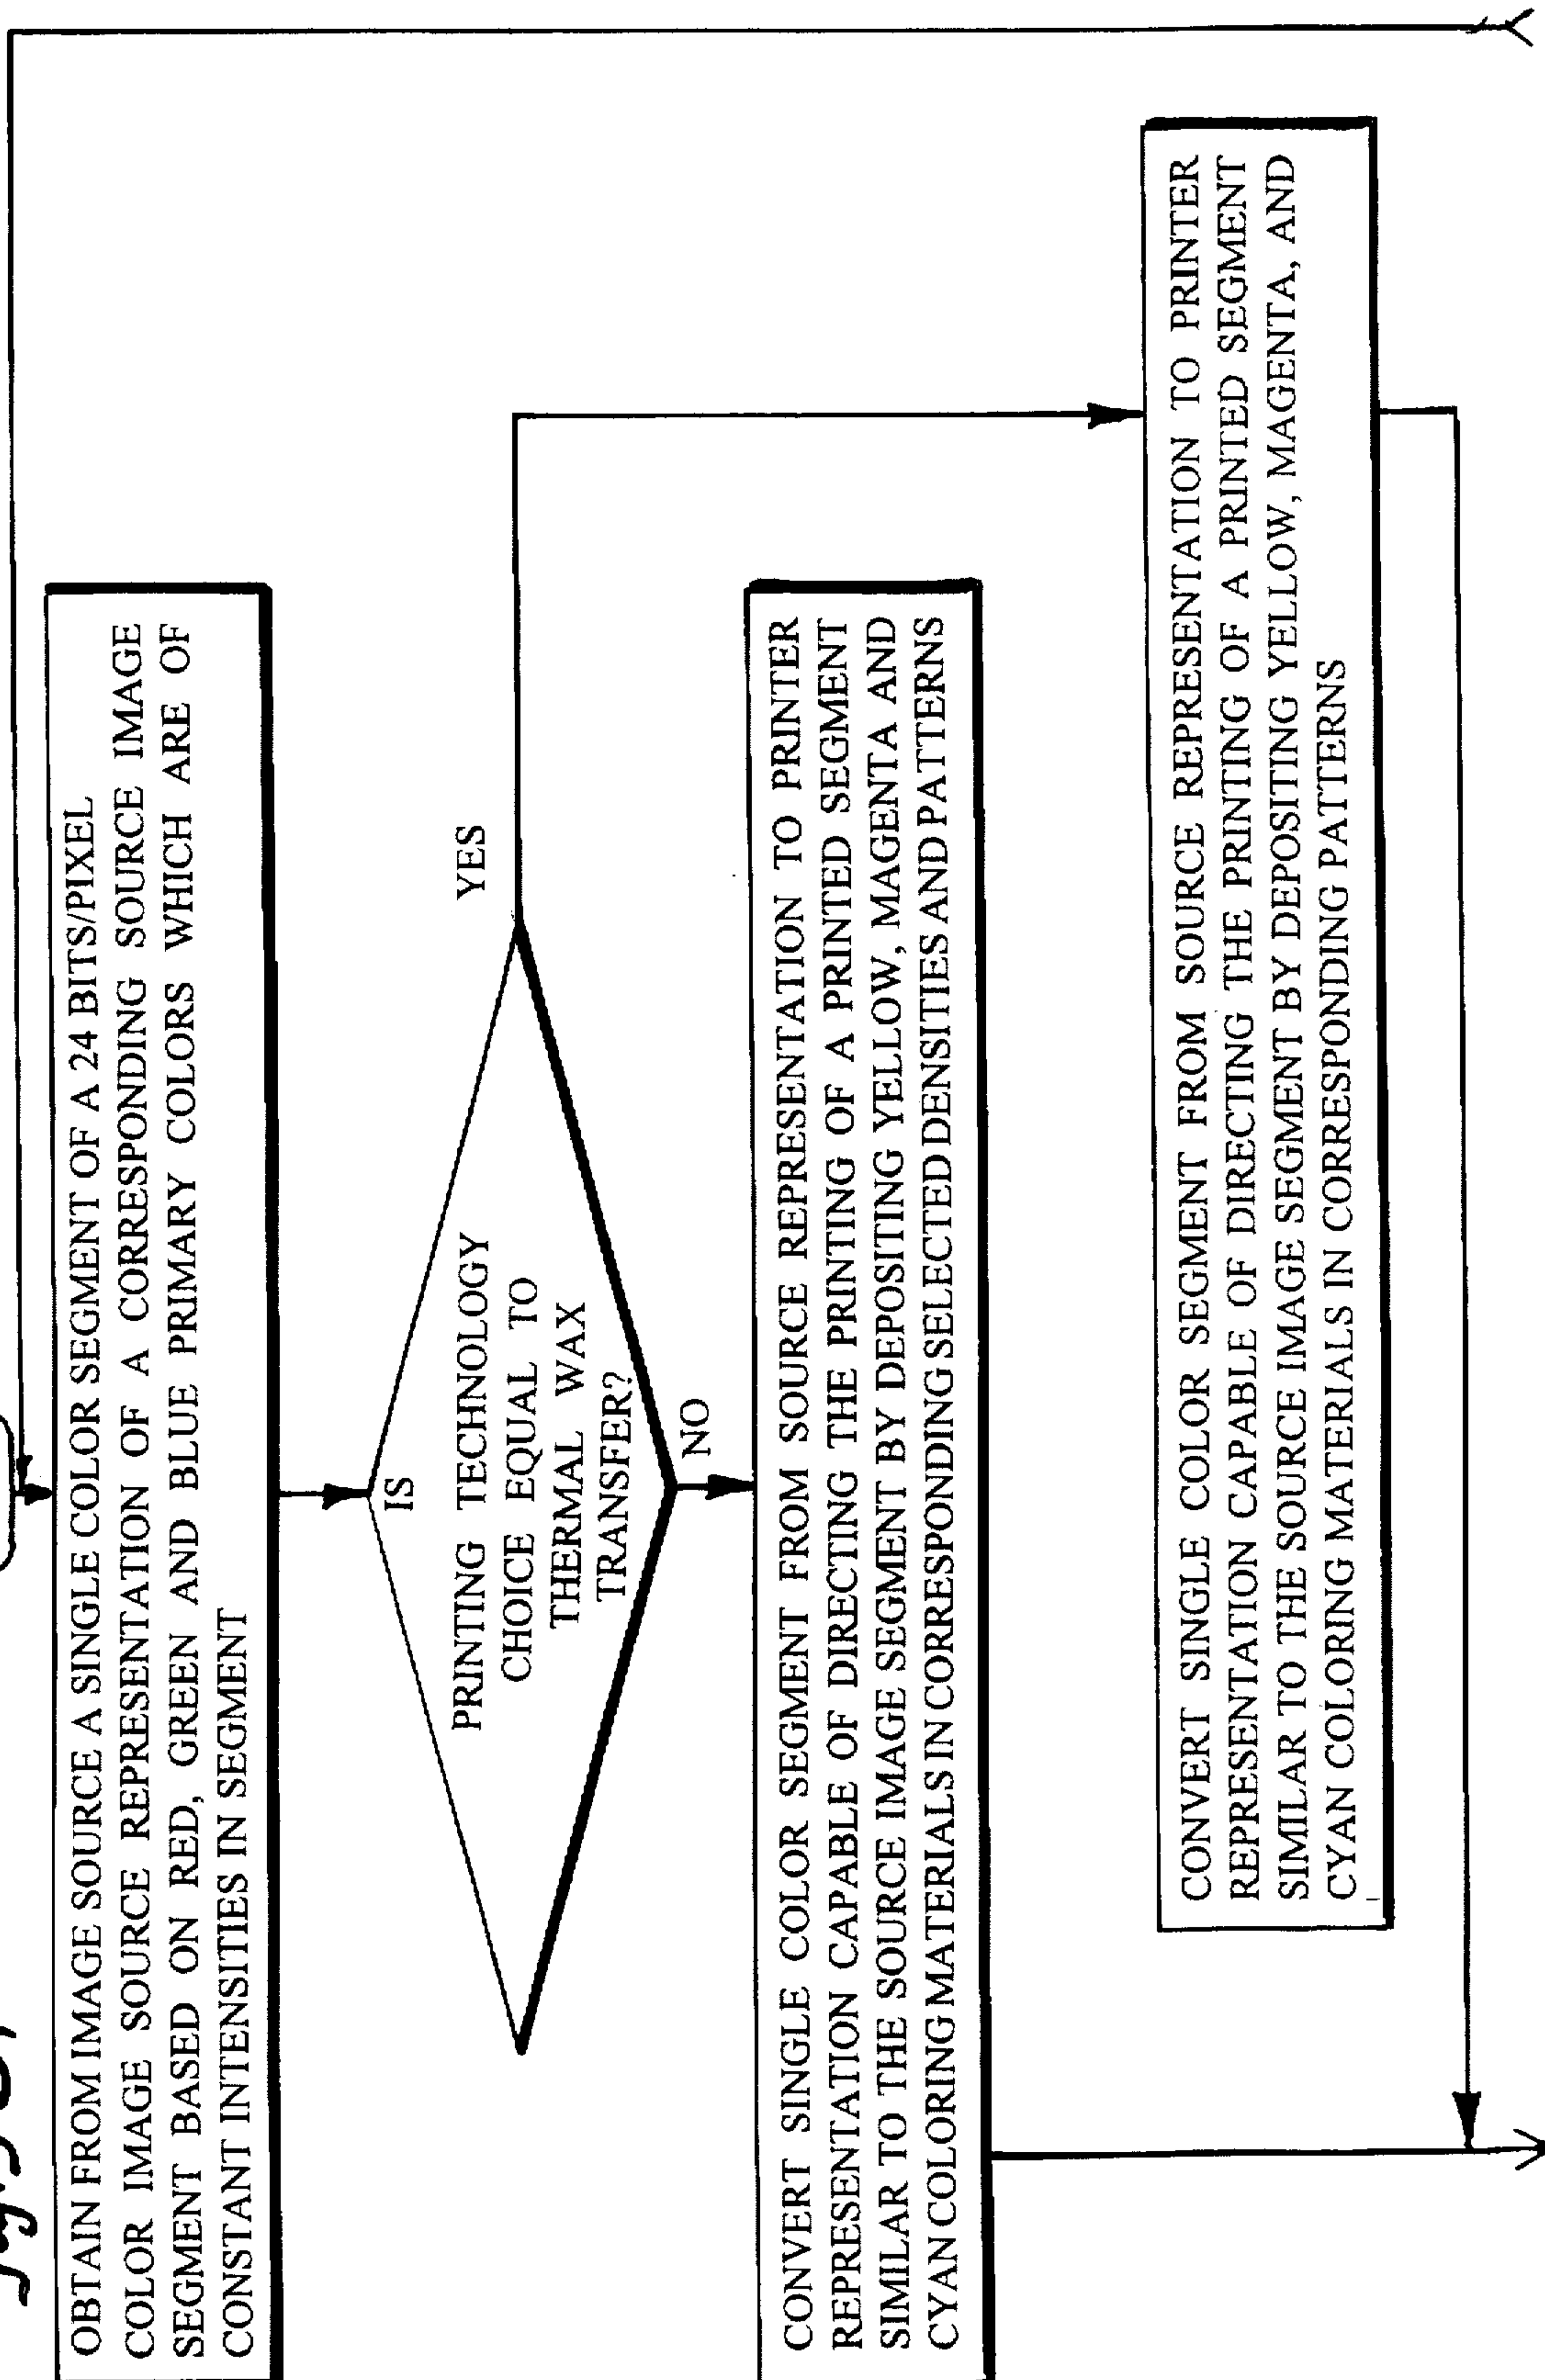 OBTAIN FROM IMAGE SOURCE A SINGLE COLOR SEGMENT OF A 24 BITS/PIXEL
COLOR IMAGE SOURCE REPRESENTATION OF A CORRESPONDING SOURCE IMAGE
SEGMENT BASED ON RED, GREEN AND BLUE PRIMARY COLORS WHICH ARE OF
CONSTANT INTENSITIES IN SEGMENT
IS
PRINTING TECHNOLOGY
CHOICE EQUAL TO
THERMAL WAX
TRANSFER?
YES
NO
CONVERT SINGLE COLOR SEGMENT FROM SOURCE REPRESENTATION TO PRINTER
REPRESENTATION CAPABLE OF DIRECTING THE PRINTING OF A PRINTED SEGMENT
SIMILAR TO THE SOURCE IMAGE SEGMENT BY DEPOSITING YELLOW, MAGENTA AND
CYAN COLORING MATERIALS IN CORRESPONDING SELECTED DENSITIES AND PATTERNS
CONVERT SINGLE COLOR SEGMENT FROM SOURCE REPRESENTATION TO PRINTER
REPRESENTATION CAPABLE OF DIRECTING THE PRINTING OF A PRINTED SEGMENT
SIMILAR TO THE SOURCE IMAGE SEGMENT BY DEPOSITING YELLOW, MAGENTA, AND
CYAN COLORING MATERIALS IN CORRESPONDING PATTERNS